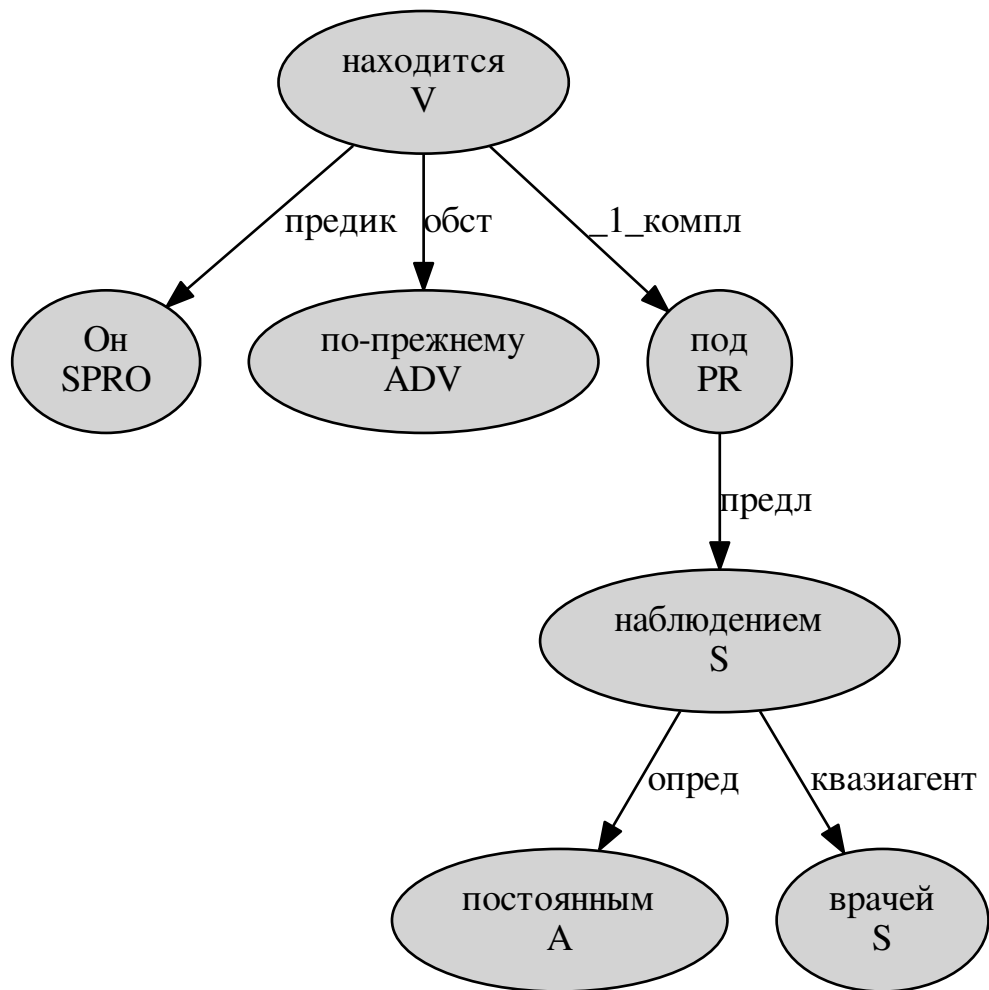 находится
V
предик
обст
_1_компл
Он
SPRO
по-прежнему
ADV
под
PR
предл
наблюдением
S
опред
квазиагент
постоянным
A
врачей
S